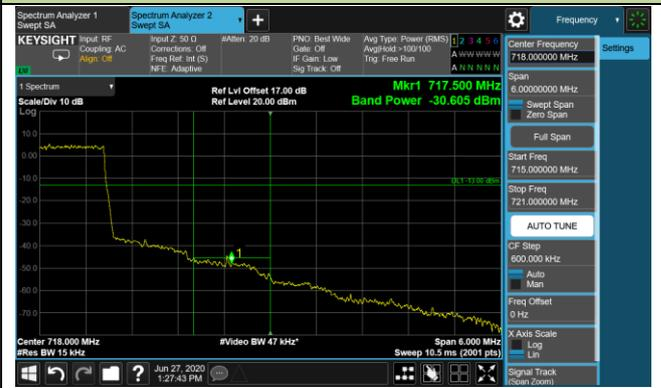 Spectrum Analyzer 1
Swept SA
Spectrum Analyzer 2
Swept SA
+
Frequency
KEYSIGHT
Input: RF
Coupling: AC
Align: Off
Input Z: 50 Ω
Corrections: Off
Freq Ref: Int (S)
NFE: Adaptive
#Atten: 20 dB
PNO: Best Wide
Gate: Off
IF Gain: Low
Sig Track: Off
Avg Type: Power (RMS)
Avg|Hold:>100/100
Trig: Free Run
1 2 3 4 5 6
A W W W W W
A N N N N N
1 Spectrum
Scale/Div 10 dB
Log
Ref Lvl Offset 17.00 dB
Ref Level 20.00 dBm
Mkr1 717.500 MHz
Band Power -30.605 dBm
10.0
0.00
-10.0
-20.0
-30.0
-40.0
-50.0
-60.0
-70.0
DL1 -13.00 dBm
1
Center 718.000 MHz
#Res BW 15 kHz
#Video BW 47 kHz*
Span 6.000 MHz
Sweep 10.5 ms (2001 pts)
Jun 27, 2020
1:27:43 PM
Center Frequency
718.000000 MHz
Span
6.00000000 MHz
Swept Span
Zero Span
Full Span
Start Freq
715.000000 MHz
Stop Freq
721.000000 MHz
AUTO TUNE
CF Step
600.000 kHz
Auto
Man
Freq Offset
0 Hz
X Axis Scale
Log
Lin
Signal Track
(Span Zoom)
Settings